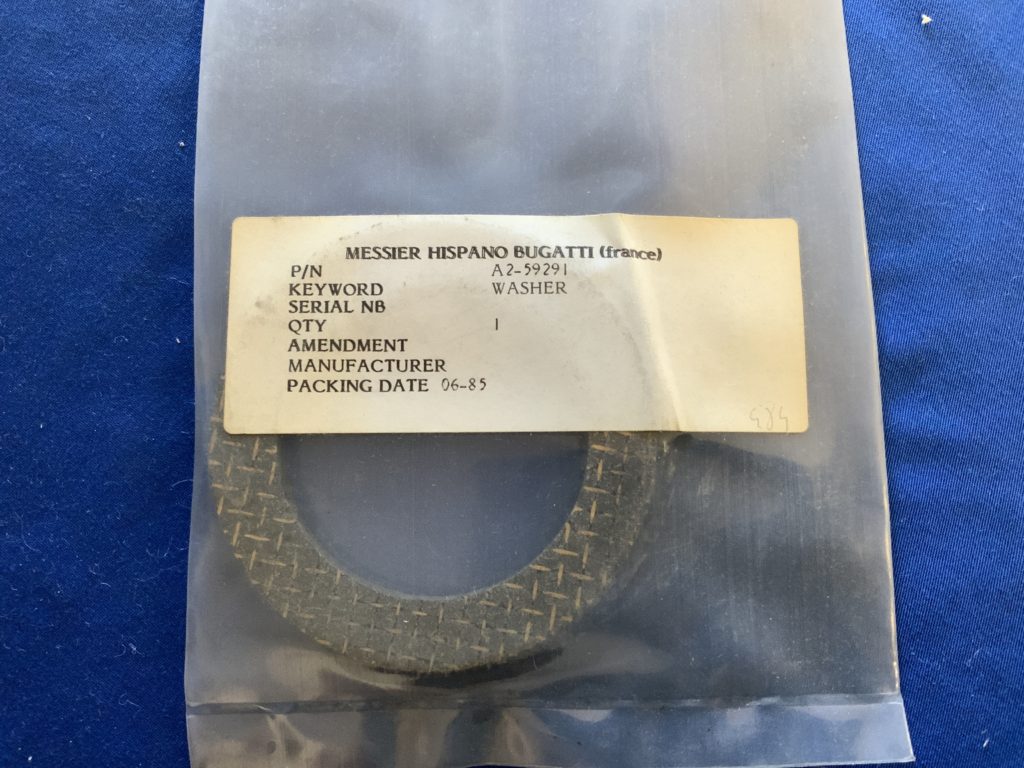 MESSIER HISPANO BUGATTI (france)
P/N A2-59291
KEYWORD WASHER
SERIAL NB
QTY 1
AMENDMENT
MANUFACTURER
PACKING DATE 06-85